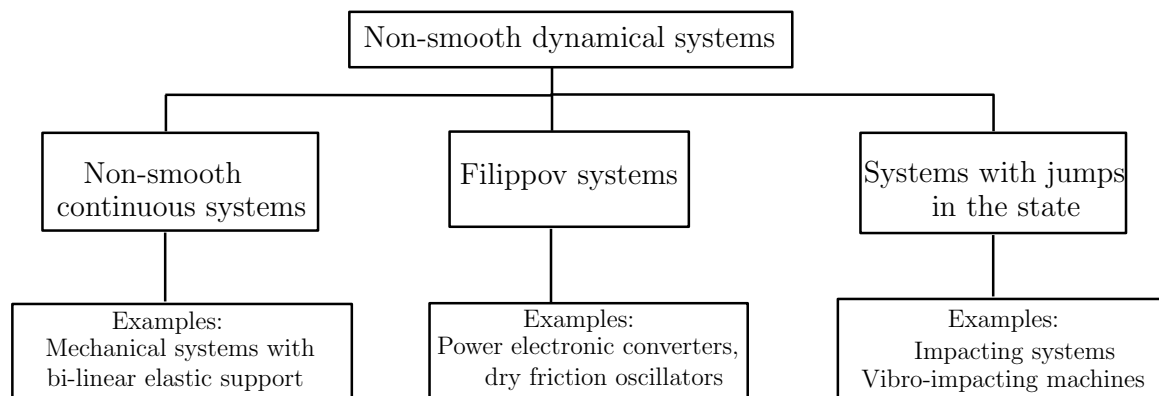 Non-smooth dynamical systems
Non-smooth
continuous systems
Filippov systems
Systems with jumps
in the state
Examples:
Mechanical systems with
bi-linear elastic support
Examples:
Power electronic converters,
dry friction oscillators
Examples:
Impacting systems
Vibro-impacting machines